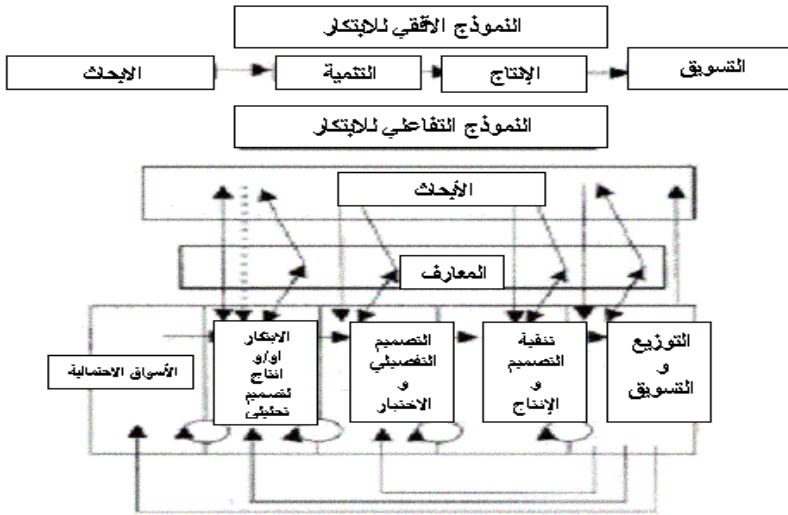 النموذج الافقي للابتكار
الابحاث
التنمية
الإنتاج
التسويق
النموذج التفاعلي للابتكار
الأبحاث
المعارف
الأسواق الاحتمالية
الابتكار
او/و
انتاج
لتصميم
تحليلي
التصميم
التفصيلي
و
الاختبار
تنقية
التصميم
و
الإنتاج
التوزيع
و
التسويق